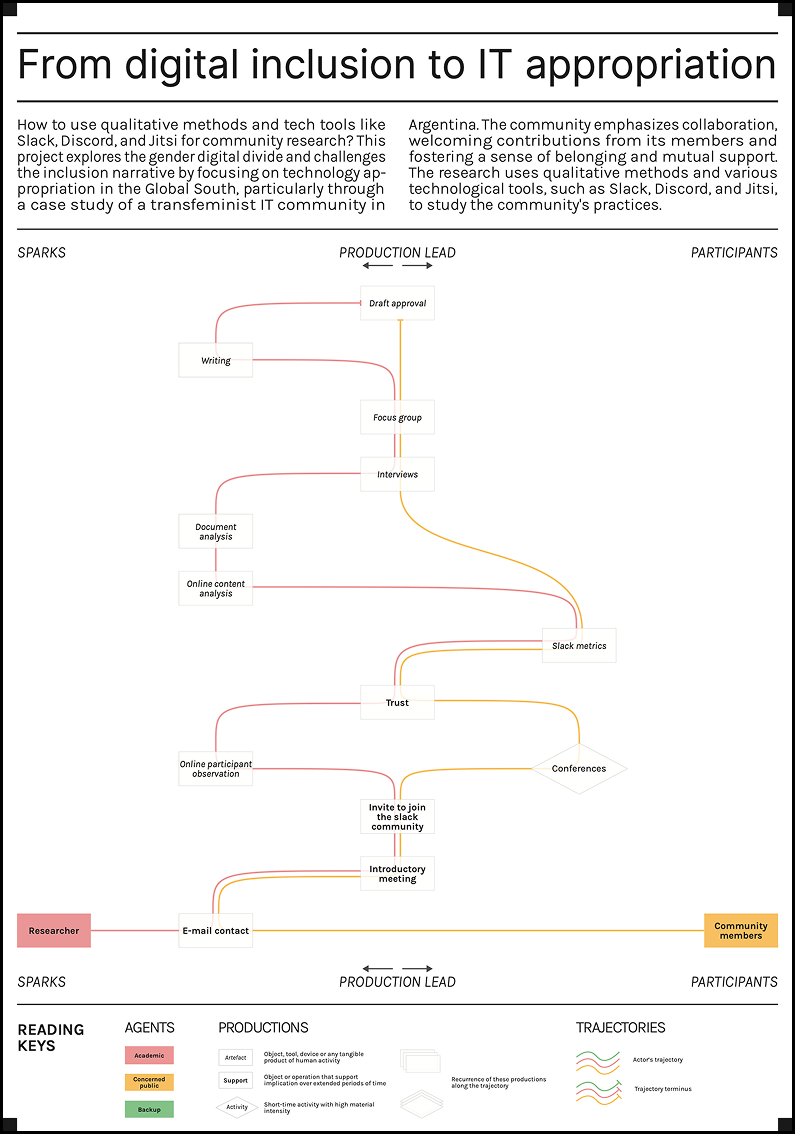 From digital inclusion to IT appropriation
How to use qualitative methods and tech tools like
Slack, Discord, and Jitsi for community research? This
project explores the gender digital divide and challenges
the inclusion narrative by focusing on technology ap-
propriation in the Global South, particularly through
a case study of a transfeminist IT community in
Argentina. The community emphasizes collaboration,
welcoming contributions from its members and
fostering a sense of belonging and mutual support.
The research uses qualitative methods and various
technological tools, such as Slack, Discord, and Jitsi,
to study the community's practices.
SPARKS
PRODUCTION LEAD
PARTICIPANTS
Draft approval
Writing
Focus group
Interviews
Document
analysis
Online content
analysis
Slack metrics
Trust
Online participant
observation
Conferences
Invite to join
the slack
community
Introductory
meeting
Researcher
E-mail contact
Community
members
SPARKS
PRODUCTION LEAD
PARTICIPANTS
READING
KEYS
AGENTS
Academic
Concerned
public
Backup
PRODUCTIONS
Artefact
Object, tool, device or any tangible
product of human activity
Support
Object or operation that support
implication over extended periods of time
Activity
Short-time activity with high material
intensity
Recurrence of these productions
along the trajectory
TRAJECTORIES
Actor's trajectory
Trajectory terminus